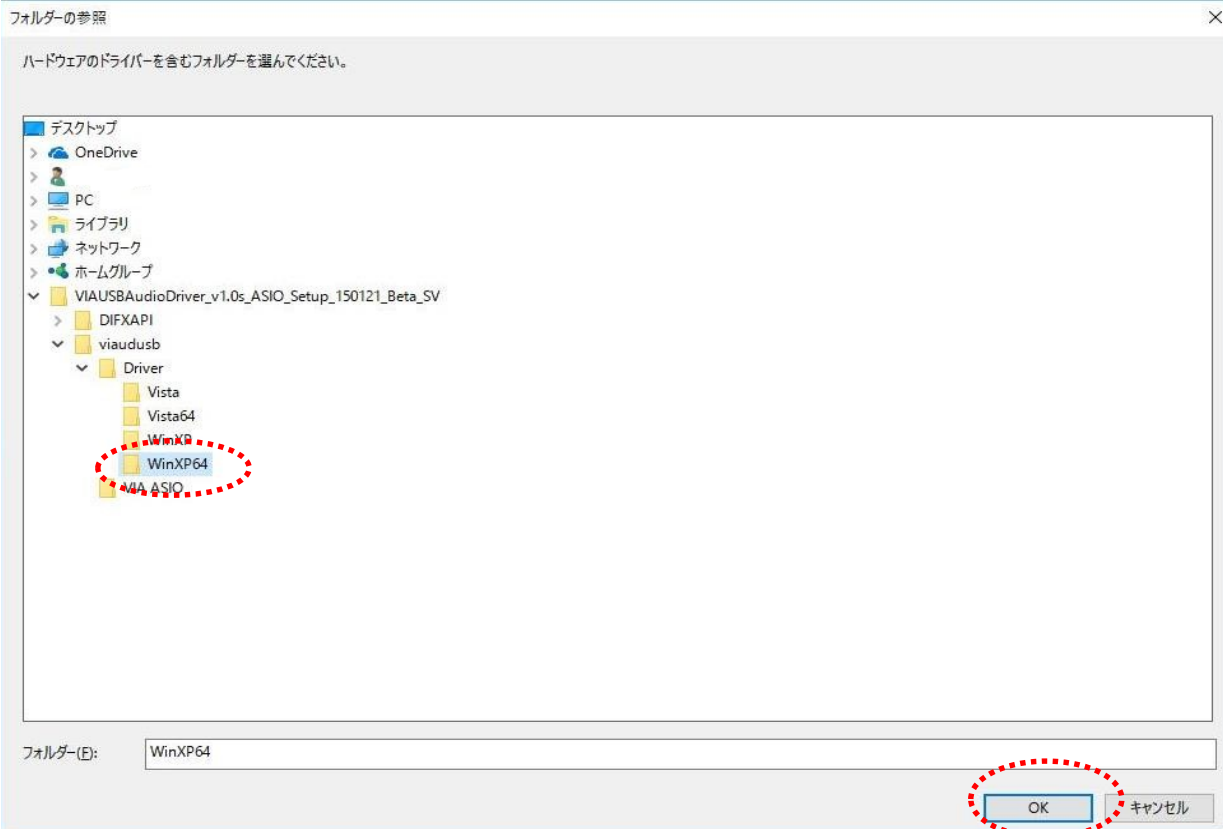 フォルダーの参照
ハードウェアのドライバーを含むフォルダーを選んでください。
デスクトップ
OneDrive
PC
ライブラリ
ネットワーク
ホームグループ
VIAUSBAudioDriver_v1.0s_ASIO_Setup_150121_Beta_SV
DIFXAPI
viaudusb
Driver
Vista
Vista64
WinXP
WinXP64
VIA ASIO
フォルダー(F): WinXP64
OK キャンセル